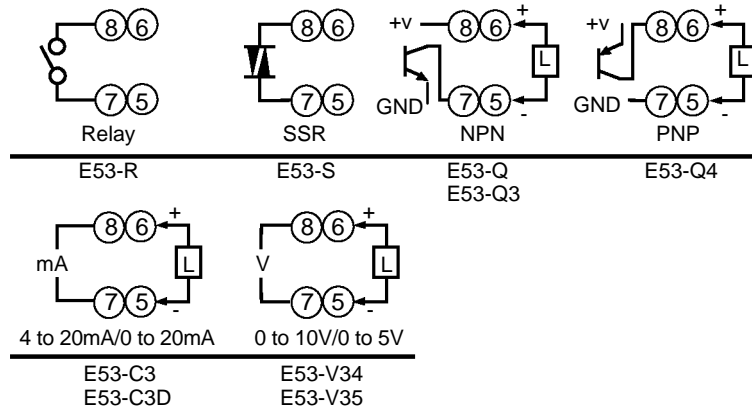 8 6
7 5
Relay
E53-R
8 6
7 5
SSR
E53-S
+v 8 6 +
L
GND 7 5 -
NPN
E53-Q
E53-Q3
+v 8 6 +
L
GND 7 5 -
PNP
E53-Q4
8 6 +
mA L
7 5 -
4 to 20mA/0 to 20mA
E53-C3
E53-C3D
8 6 +
V L
7 5 -
0 to 10V/0 to 5V
E53-V34
E53-V35